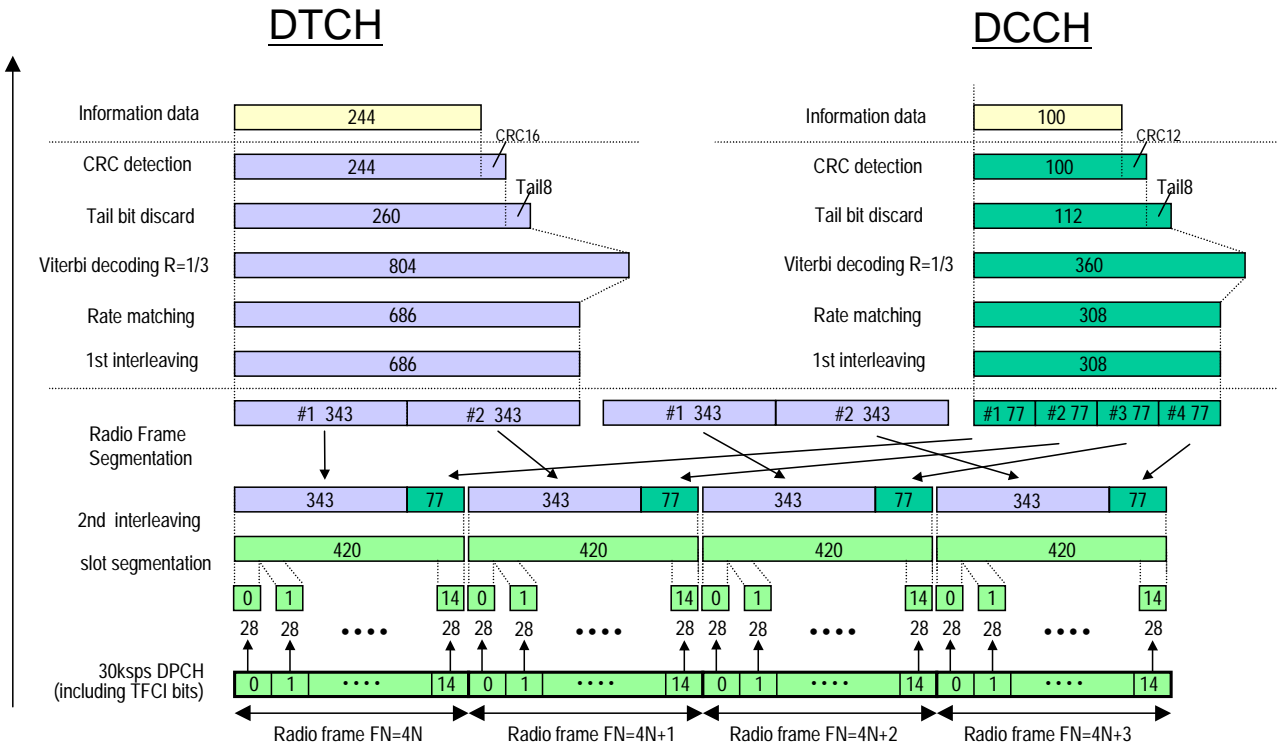 DTCH DCCH
Information data 244 Information data 100
CRC16 CRC12
CRC detection 244 CRC detection 100
Tail8 Tail8
Tail bit discard 260 Tail bit discard 112
Viterbi decoding R=1/3 804 Viterbi decoding R=1/3 360
Rate matching 686 Rate matching 308
1st interleaving 686 1st interleaving 308
#1 343 #2 343 #1 343 #2 343 #1 77 #2 77 #3 77 #4 77
Radio Frame
Segmentation
343 77 343 77 343 77 343 77
2nd interleaving
420 420 420 420
slot segmentation
0 1 14 0 1 14 0 1 14 0 1 14
28 28 •••• 28 28 28 •••• 28 28 28 •••• 28 28 28 •••• 28
30ksps DPCH
(including TFCI bits)
0 1 •••• 14 0 1 •••• 14 0 1 •••• 14 0 1 •••• 14
Radio frame FN=4N Radio frame FN=4N+1 Radio frame FN=4N+2 Radio frame FN=4N+3